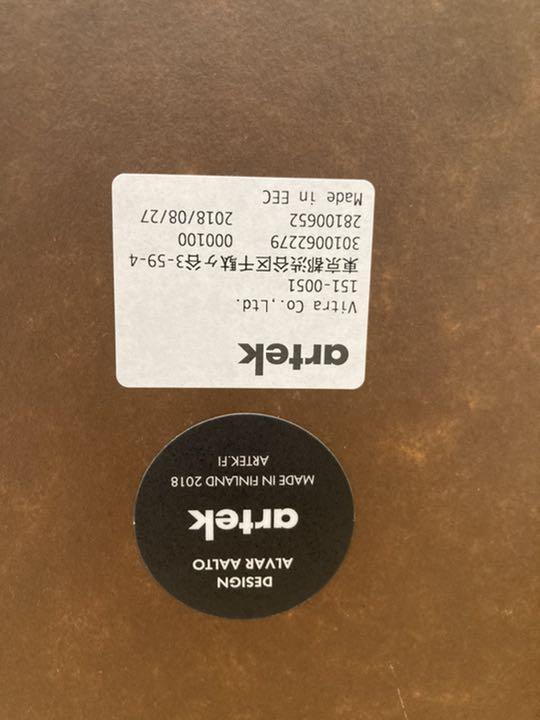 DESIGN
ALVAR AALTO
artek
MADE IN FINLAND 2018
ARTEK.FI
artek
Vitra Co.,Ltd.
151-0051
東京都渋谷区千駄ヶ谷3-59-4
3010062279 000100
28100652 2018/08/27
Made in EEC